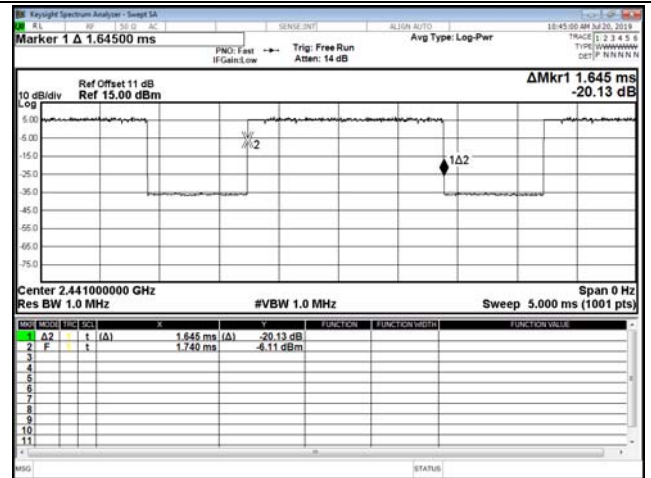 Keysight Spectrum Analyzer - Swept SA
RL RF 50 Ω AC SENSE:INT ALIGN AUTO 10:45:00 AM Jul 20, 2019
Marker 1 Δ 1.64500 ms Avg Type: Log-Pwr TRACE 1 2 3 4 5 6
PNO: Fast Trig: Free Run TYPE WWWWWW
IFGain:Low Atten: 14 dB DET P NNNNN
ΔMkr1 1.645 ms
Ref Offset 11 dB
10 dB/div Ref 15.00 dBm -20.13 dB
Log
5.00
-5.00
-15.0
-25.0
-35.0
-45.0
-55.0
-65.0
-75.0
2
1Δ2
Center 2.441000000 GHz Span 0 Hz
Res BW 1.0 MHz #VBW 1.0 MHz Sweep 5.000 ms (1001 pts)
MKR MODE TRC SCL X Y FUNCTION FUNCTION WIDTH FUNCTION VALUE
1 Δ2 1 t (Δ) 1.645 ms (Δ) -20.13 dB
2 F 1 t 1.740 ms -6.11 dBm
3
4
5
6
7
8
9
10
11
MSG STATUS